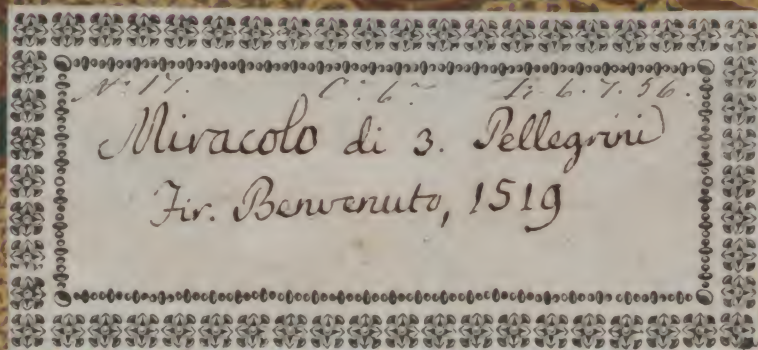 N: 17. C: 6. L. 6. 7. 56.
Miracolo di 3. Pellegrini
Fir. Benvenuto, 1519